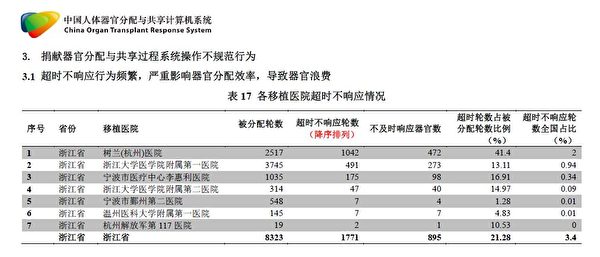 中国人体器官分配与共享计算机系统
China Organ Transplant Response System
3. 捐献器官分配与共享过程系统操作不规范行为
3.1 超时不响应行为频繁，严重影响器官分配效率，导致器官浪费
表 17 各移植医院超时不响应情况
序号 省份 移植医院 被分配轮数 超时不响应轮数(降序排列) 不及时响应器官数 超时轮数占被分配轮数比例(%) 超时不响应轮数全国占比(%)
1 浙江省 树兰(杭州)医院 2517 1042 472 41.4 2
2 浙江省 浙江大学医学院附属第一医院 3745 491 273 13.11 0.94
3 浙江省 宁波市医疗中心李惠利医院 1035 175 98 16.91 0.34
4 浙江省 浙江大学医学院附属第二医院 314 47 40 14.97 0.09
5 浙江省 宁波市鄞州第二医院 548 7 4 1.28 0.01
6 浙江省 温州医科大学附属第一医院 145 7 7 4.83 0.01
7 浙江省 杭州解放军第 117 医院 19 2 1 10.53 0
浙江省 浙江省 8323 1771 895 21.28 3.4